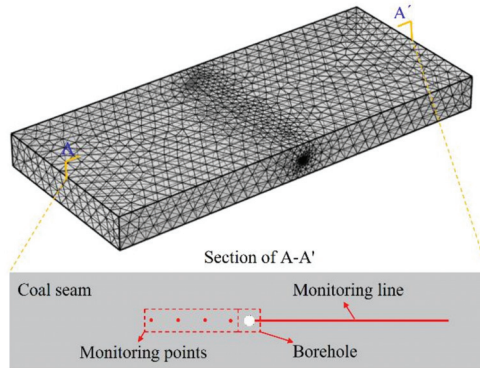 A´
A
Section of A-A'
Coal seam
Monitoring line
Monitoring points
Borehole